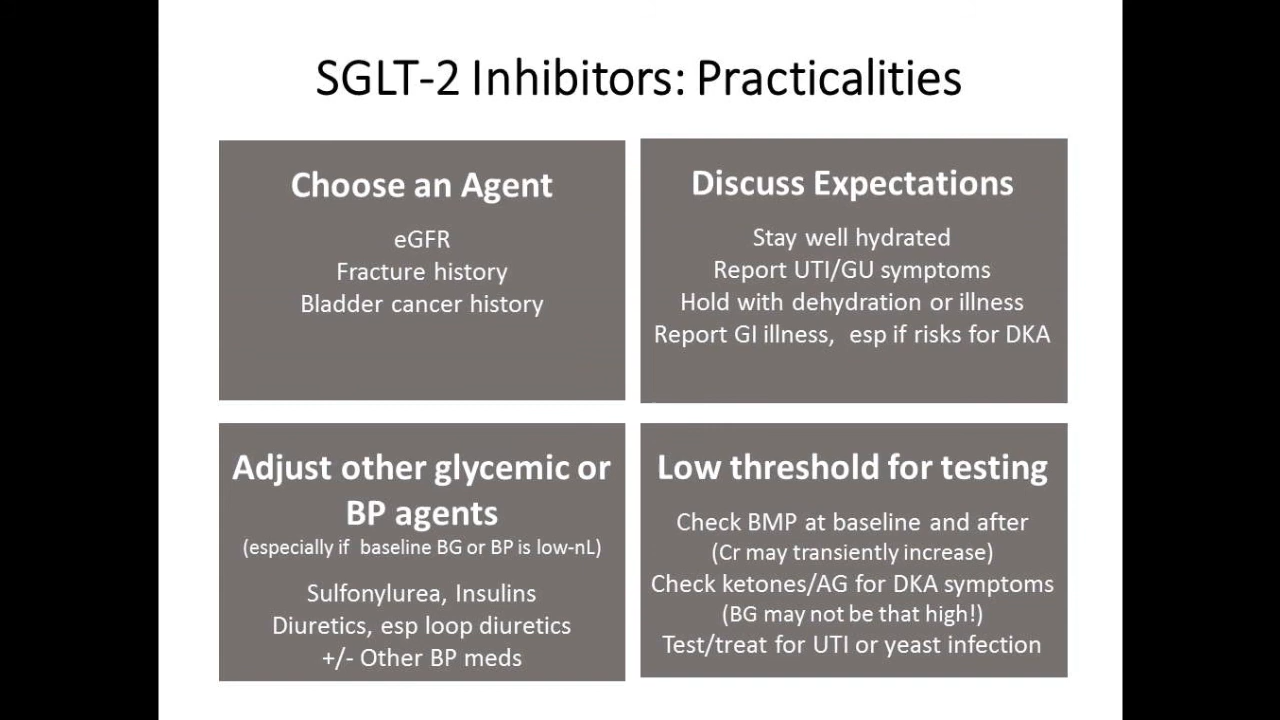 SGLT-2 Inhibitors: Practicalities
Choose an Agent
eGFR
Fracture history
Bladder cancer history
Discuss Expectations
Stay well hydrated
Report UTI/GU symptoms
Hold with dehydration or illness
Report GI illness,  esp if risks for DKA
Adjust other glycemic or
BP agents
(especially if  baseline BG or BP is low-nL)
Sulfonylurea, Insulins
Diuretics, esp loop diuretics
+/- Other BP meds
Low threshold for testing
Check BMP at baseline and after
(Cr may transiently increase)
Check ketones/AG for DKA symptoms
(BG may not be that high!)
Test/treat for UTI or yeast infection